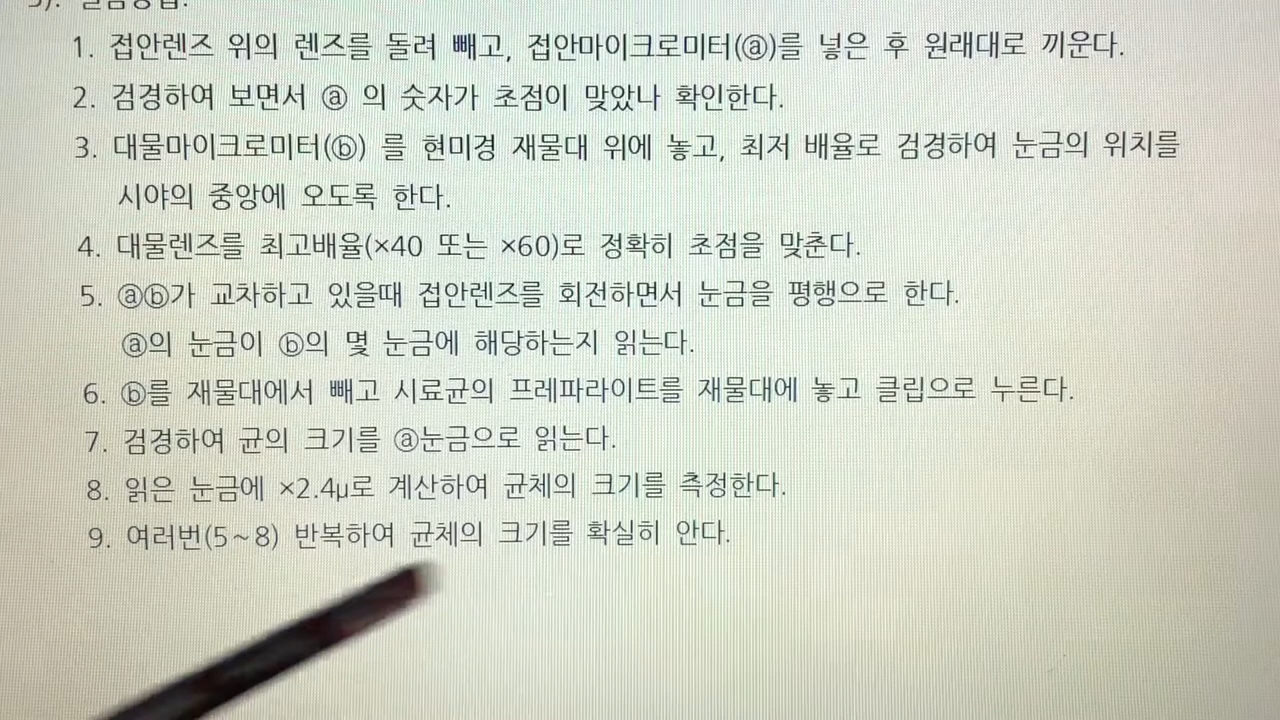 1. 접안렌즈 위의 렌즈를 돌려 빼고, 접안마이크로미터(ⓐ)를 넣은 후 원래대로 끼운다.
2. 검경하여 보면서 ⓐ 의 숫자가 초점이 맞았나 확인한다.
3. 대물마이크로미터(ⓑ) 를 현미경 재물대 위에 놓고, 최저 배율로 검경하여 눈금의 위치를
시야의 중앙에 오도록 한다.
4. 대물렌즈를 최고배율(×40 또는 ×60)로 정확히 초점을 맞춘다.
5. ⓐⓑ가 교차하고 있을때 접안렌즈를 회전하면서 눈금을 평행으로 한다.
ⓐ의 눈금이 ⓑ의 몇 눈금에 해당하는지 읽는다.
6. ⓑ를 재물대에서 빼고 시료균의 프레파라이트를 재물대에 놓고 클립으로 누른다.
7. 검경하여 균의 크기를 ⓐ눈금으로 읽는다.
8. 읽은 눈금에 ×2.4μ로 계산하여 균체의 크기를 측정한다.
9. 여러번(5~8) 반복하여 균체의 크기를 확실히 안다.